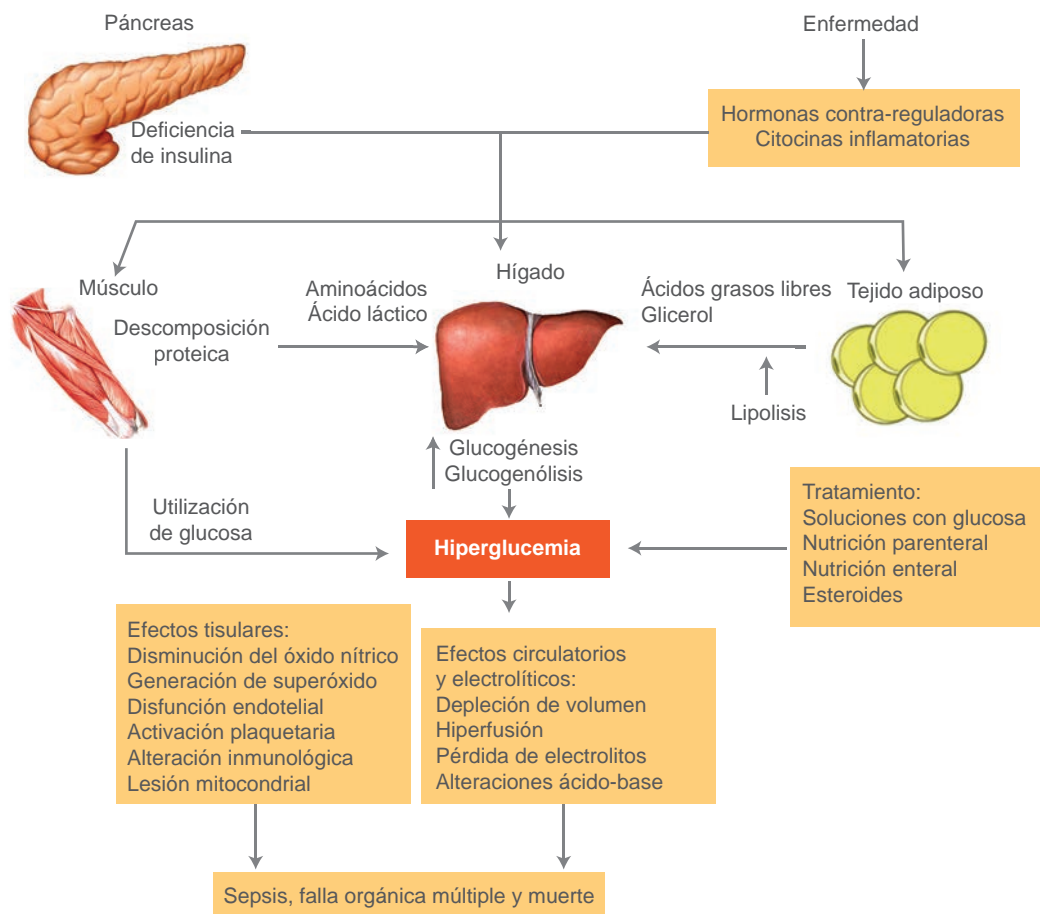 Páncreas
Enfermedad
Deficiencia
de insulina
Hormonas contra-reguladoras
Citocinas inflamatorias
Músculo
Descomposición
proteica
Aminoácidos
Ácido láctico
Hígado
Ácidos grasos libres
Glicerol
Tejido adiposo
Lipolisis
Glucogénesis
Glucogenólisis
Utilización
de glucosa
Hiperglucemia
Tratamiento:
Soluciones con glucosa
Nutrición parenteral
Nutrición enteral
Esteroides
Efectos tisulares:
Disminución del óxido nítrico
Generación de superóxido
Disfunción endotelial
Activación plaquetaria
Alteración inmunológica
Lesión mitocondrial
Efectos circulatorios
y electrolíticos:
Depleción de volumen
Hiperfusión
Pérdida de electrolitos
Alteraciones ácido-base
Sepsis, falla orgánica múltiple y muerte